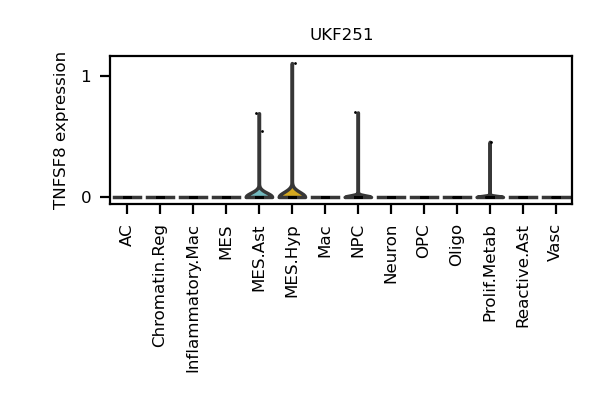 UKF251
TNFSF8 expression
1
0
AC
Chromatin.Reg
Inflammatory.Mac
MES
MES.Ast
MES.Hyp
Mac
NPC
Neuron
OPC
Oligo
Prolif.Metab
Reactive.Ast
Vasc